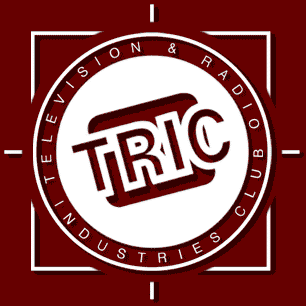 TELEVISION & RADIO
TRIC
INDUSTRIES CLUB